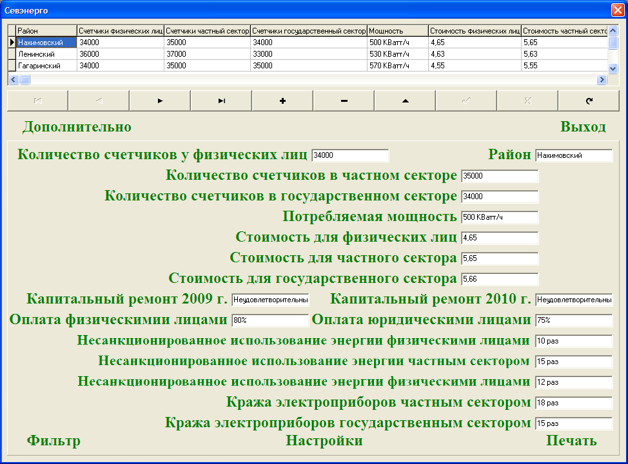 Севэнерго
Район Счетчики физических лиц Счетчики частный сектор Счетчики государственный сектор Мощность Стоимость физических лиц Стоимость частный секто
Нахимовский 34000 35000 34000 500 КВатт/ч 4,65 5,65
Ленинский 36000 37000 33000 530 КВатт/ч 4,63 5,63
Гагаринский 34000 35000 35000 570 КВатт/ч 4,55 5,55
Дополнительно Выход
Количество счетчиков у физических лиц 34000 Район Нахимовский
Количество счетчиков в частном секторе 35000
Количество счетчиков в государственном секторе 34000
Потребляемая мощность 500 КВатт/ч
Стоимость для физических лиц 4,65
Стоимость для частного сектора 5,65
Стоимость для государственного сектора 5,66
Капитальный ремонт 2009 г. Неудовлетворительны Капитальный ремонт 2010 г. Неудовлетворительны
Оплата физическимии лицами 80% Оплата юридическими лицами 75%
Несанкционированное использование энергии физическими лицами 10 раз
Несанкционированное использование энергии частным сектором 15 раз
Несанкционированное использование энергии физическими лицами 12 раз
Кража электроприборов частным сектором 18 раз
Кража электроприборов государственным сектором 15 раз
Фильтр Настройки Печать